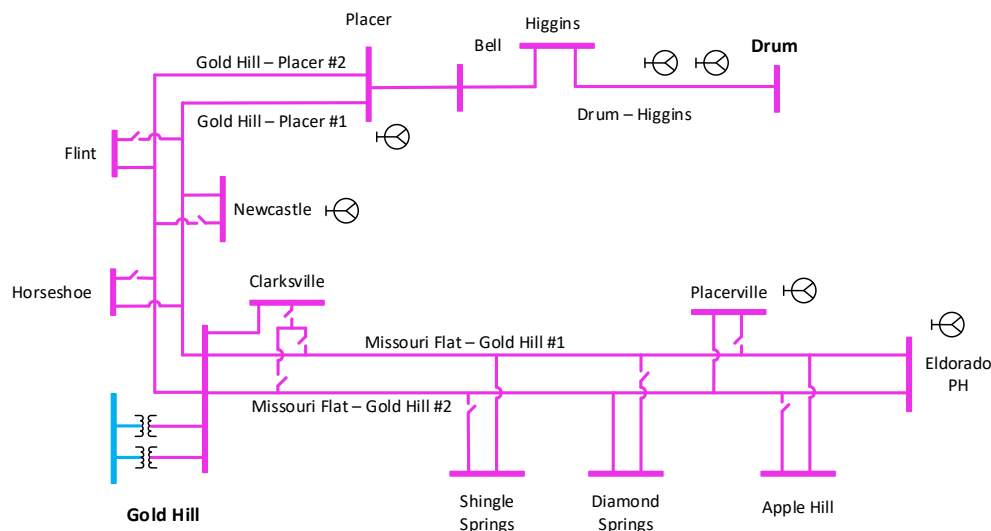 Placer
Higgins
Bell
Drum
Gold Hill – Placer #2
Gold Hill – Placer #1
Drum – Higgins
Flint
Newcastle
Horseshoe
Clarksville
Placerville
Missouri Flat – Gold Hill #1
Eldorado
PH
Missouri Flat – Gold Hill #2
Gold Hill
Shingle
Springs
Diamond
Springs
Apple Hill